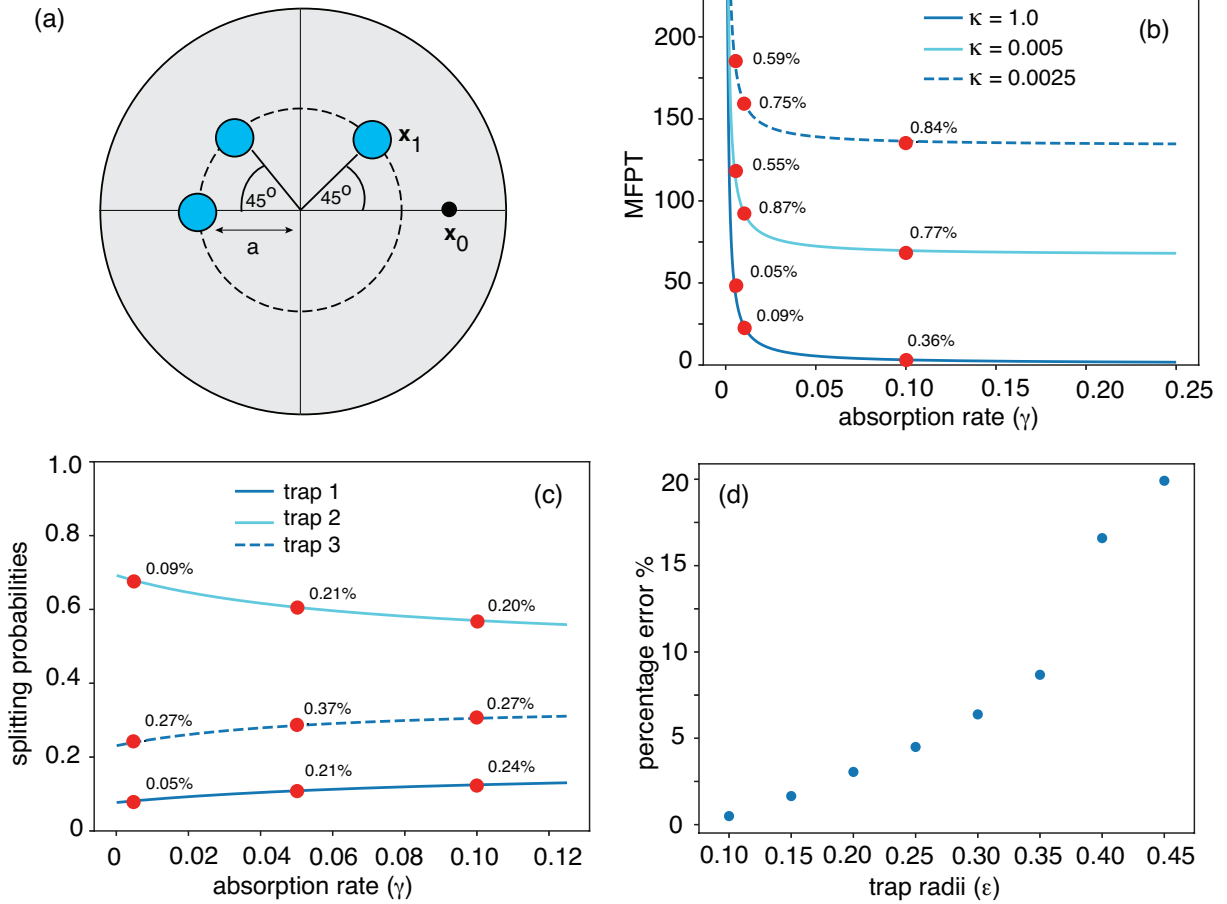 (a)
x1
45o
45o
x0
a
(b)
κ = 1.0
κ = 0.005
κ = 0.0025
MFPT
200
150
100
50
0
0.59%
0.75%
0.84%
0.55%
0.87%
0.77%
0.05%
0.09%
0.36%
0
0.05
0.10
0.15
0.20
0.25
absorption rate (γ)
(c)
trap 1
trap 2
trap 3
splitting probabilities
1.0
0.8
0.6
0.4
0.2
0
0.09%
0.21%
0.20%
0.27%
0.37%
0.27%
0.05%
0.21%
0.24%
0
0.02
0.04
0.06
0.08
0.10
0.12
absorption rate (γ)
(d)
percentage error %
20
15
10
5
0
0.10
0.15
0.20
0.25
0.30
0.35
0.40
0.45
trap radii (ε)